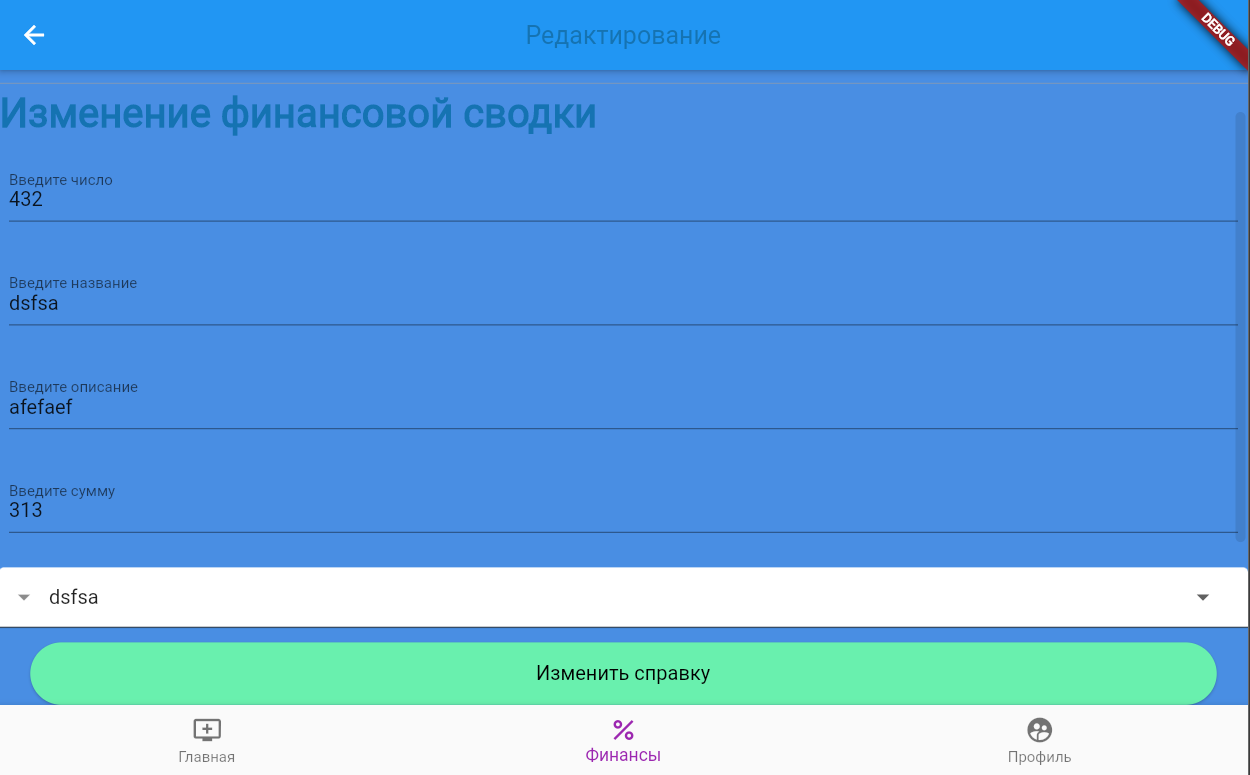 Редактирование
DEBUG
Изменение финансовой сводки
Введите число
432
Введите название
dsfsa
Введите описание
afefaef
Введите сумму
313
dsfsa
Изменить справку
Главная
Финансы
Профиль